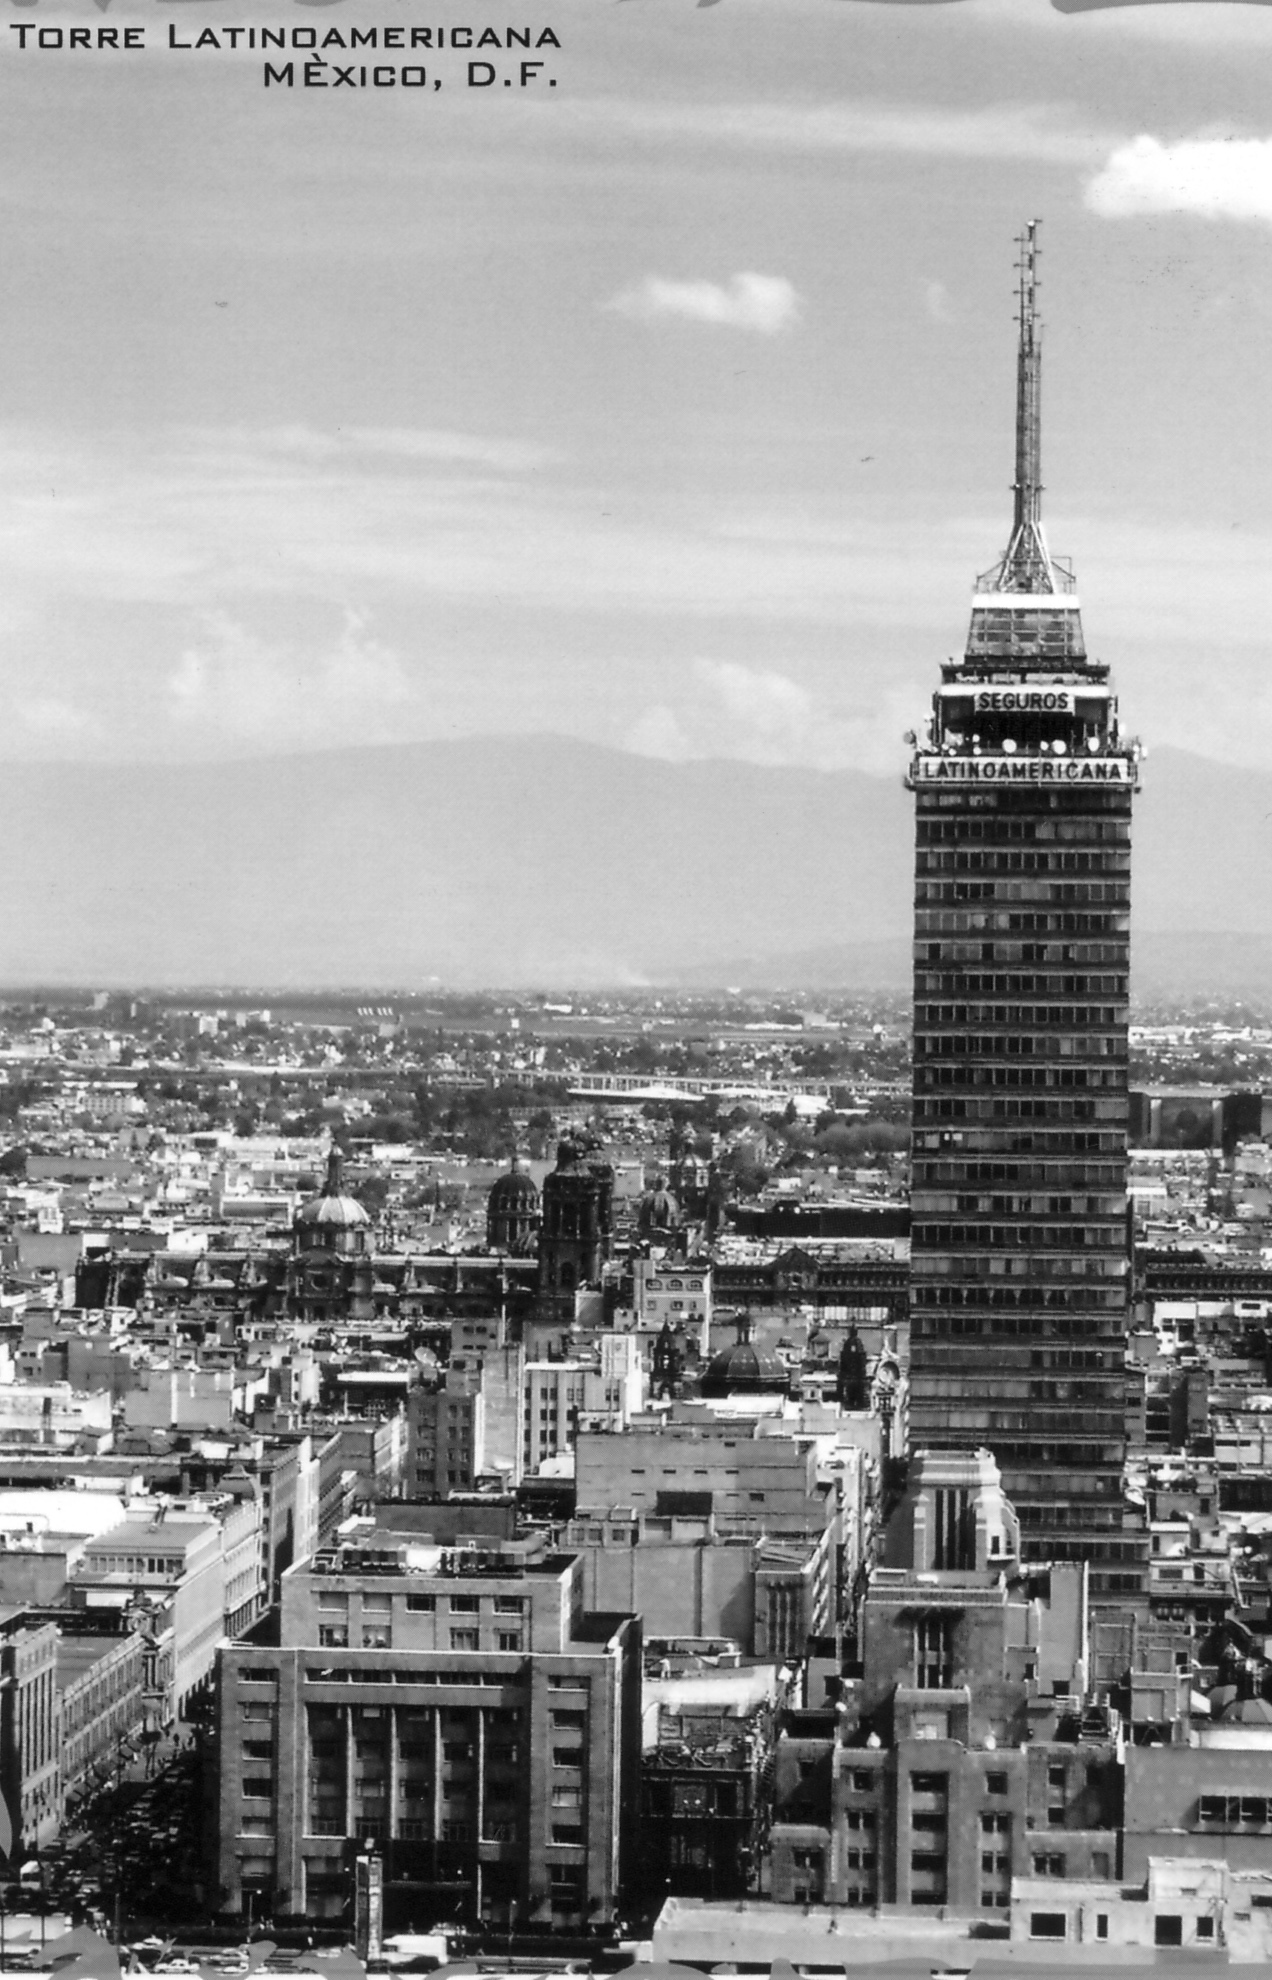 TORRE LATINOAMERICANA
MÈXICO, D.F.
SEGUROS
LATINOAMERICANA